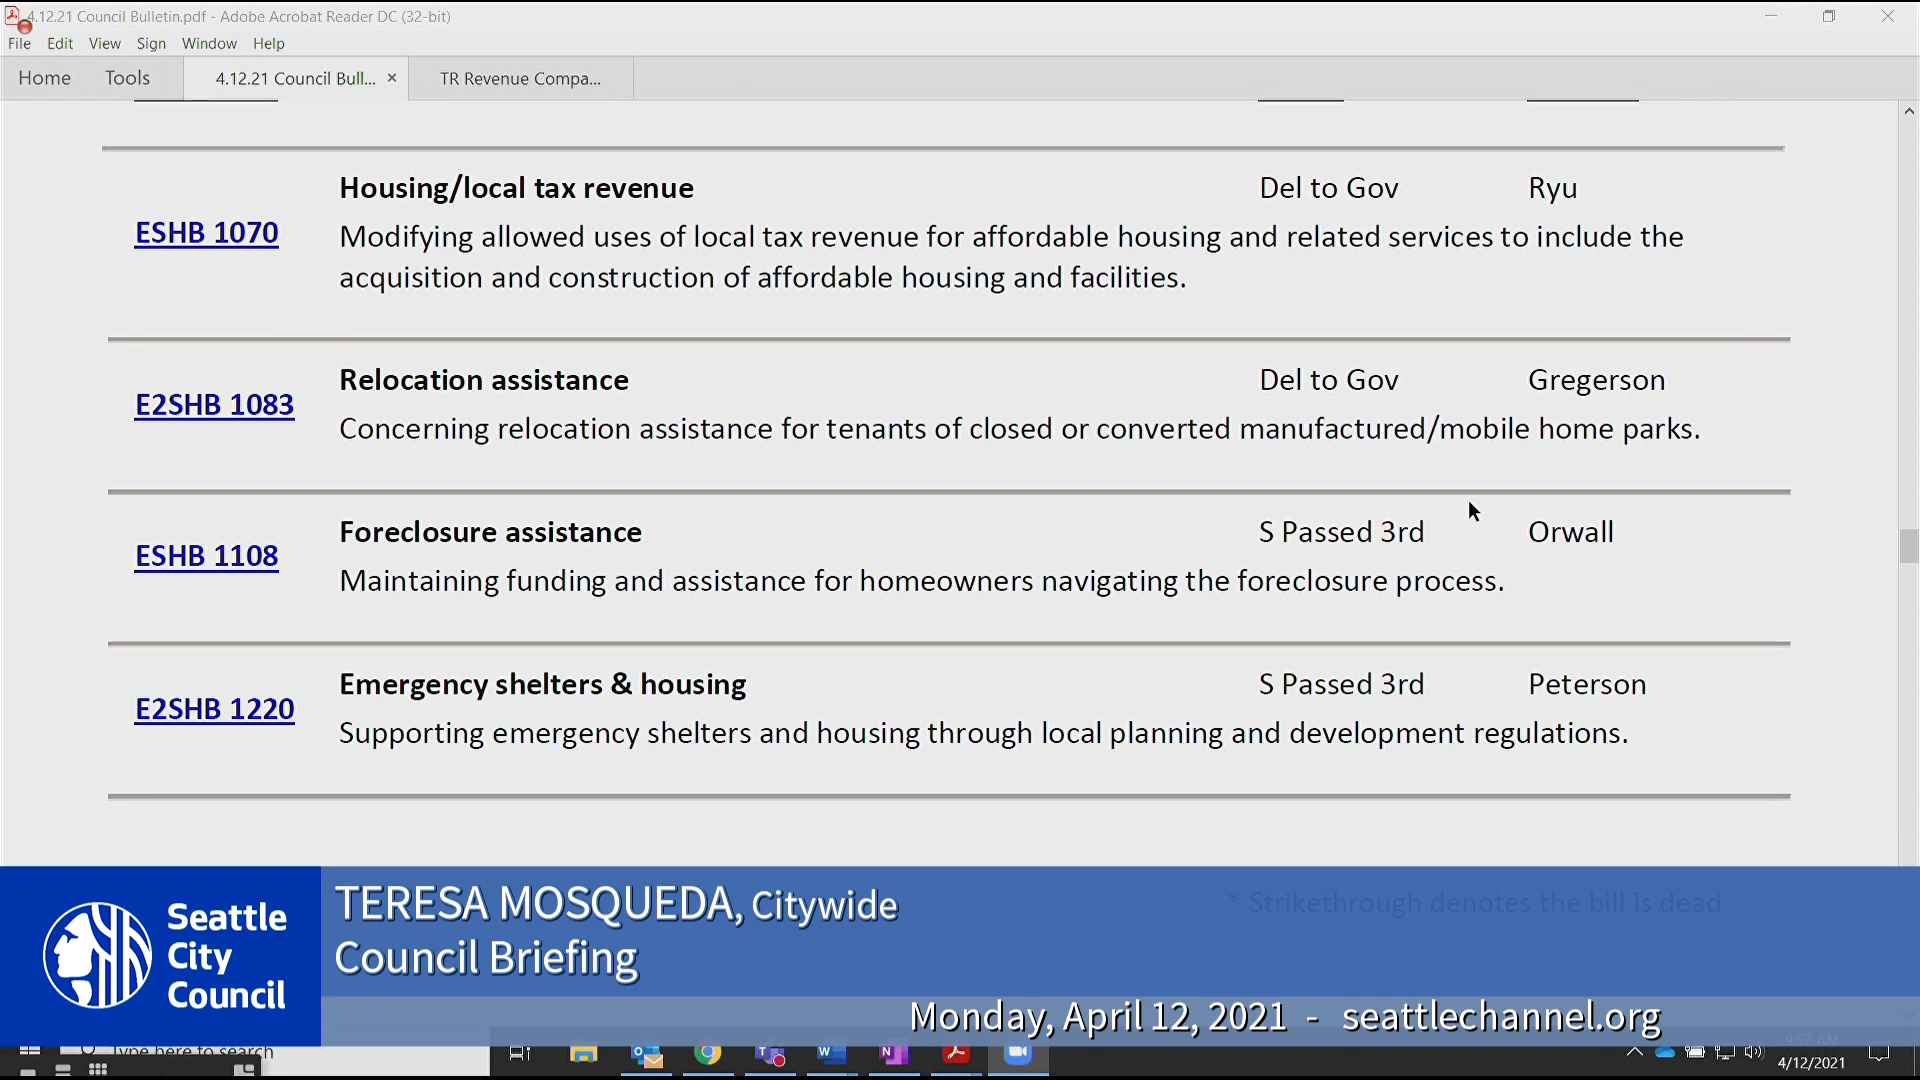 4.12.21 Council Bulletin.pdf - Adobe Acrobat Reader DC (32-bit)
File Edit View Sign Window Help
Home Tools 4.12.21 Council Bull... × TR Revenue Compa...
Housing/local tax revenue Del to Gov Ryu
ESHB 1070
Modifying allowed uses of local tax revenue for affordable housing and related services to include the
acquisition and construction of affordable housing and facilities.
Relocation assistance Del to Gov Gregerson
E2SHB 1083
Concerning relocation assistance for tenants of closed or converted manufactured/mobile home parks.
Foreclosure assistance S Passed 3rd Orwall
ESHB 1108
Maintaining funding and assistance for homeowners navigating the foreclosure process.
Emergency shelters & housing S Passed 3rd Peterson
E2SHB 1220
Supporting emergency shelters and housing through local planning and development regulations.
* Strikethrough denotes the bill is dead
Seattle
City
Council
TERESA MOSQUEDA, Citywide
Council Briefing
Monday, April 12, 2021 - seattlechannel.org
Type here to search
9:57 AM
4/12/2021